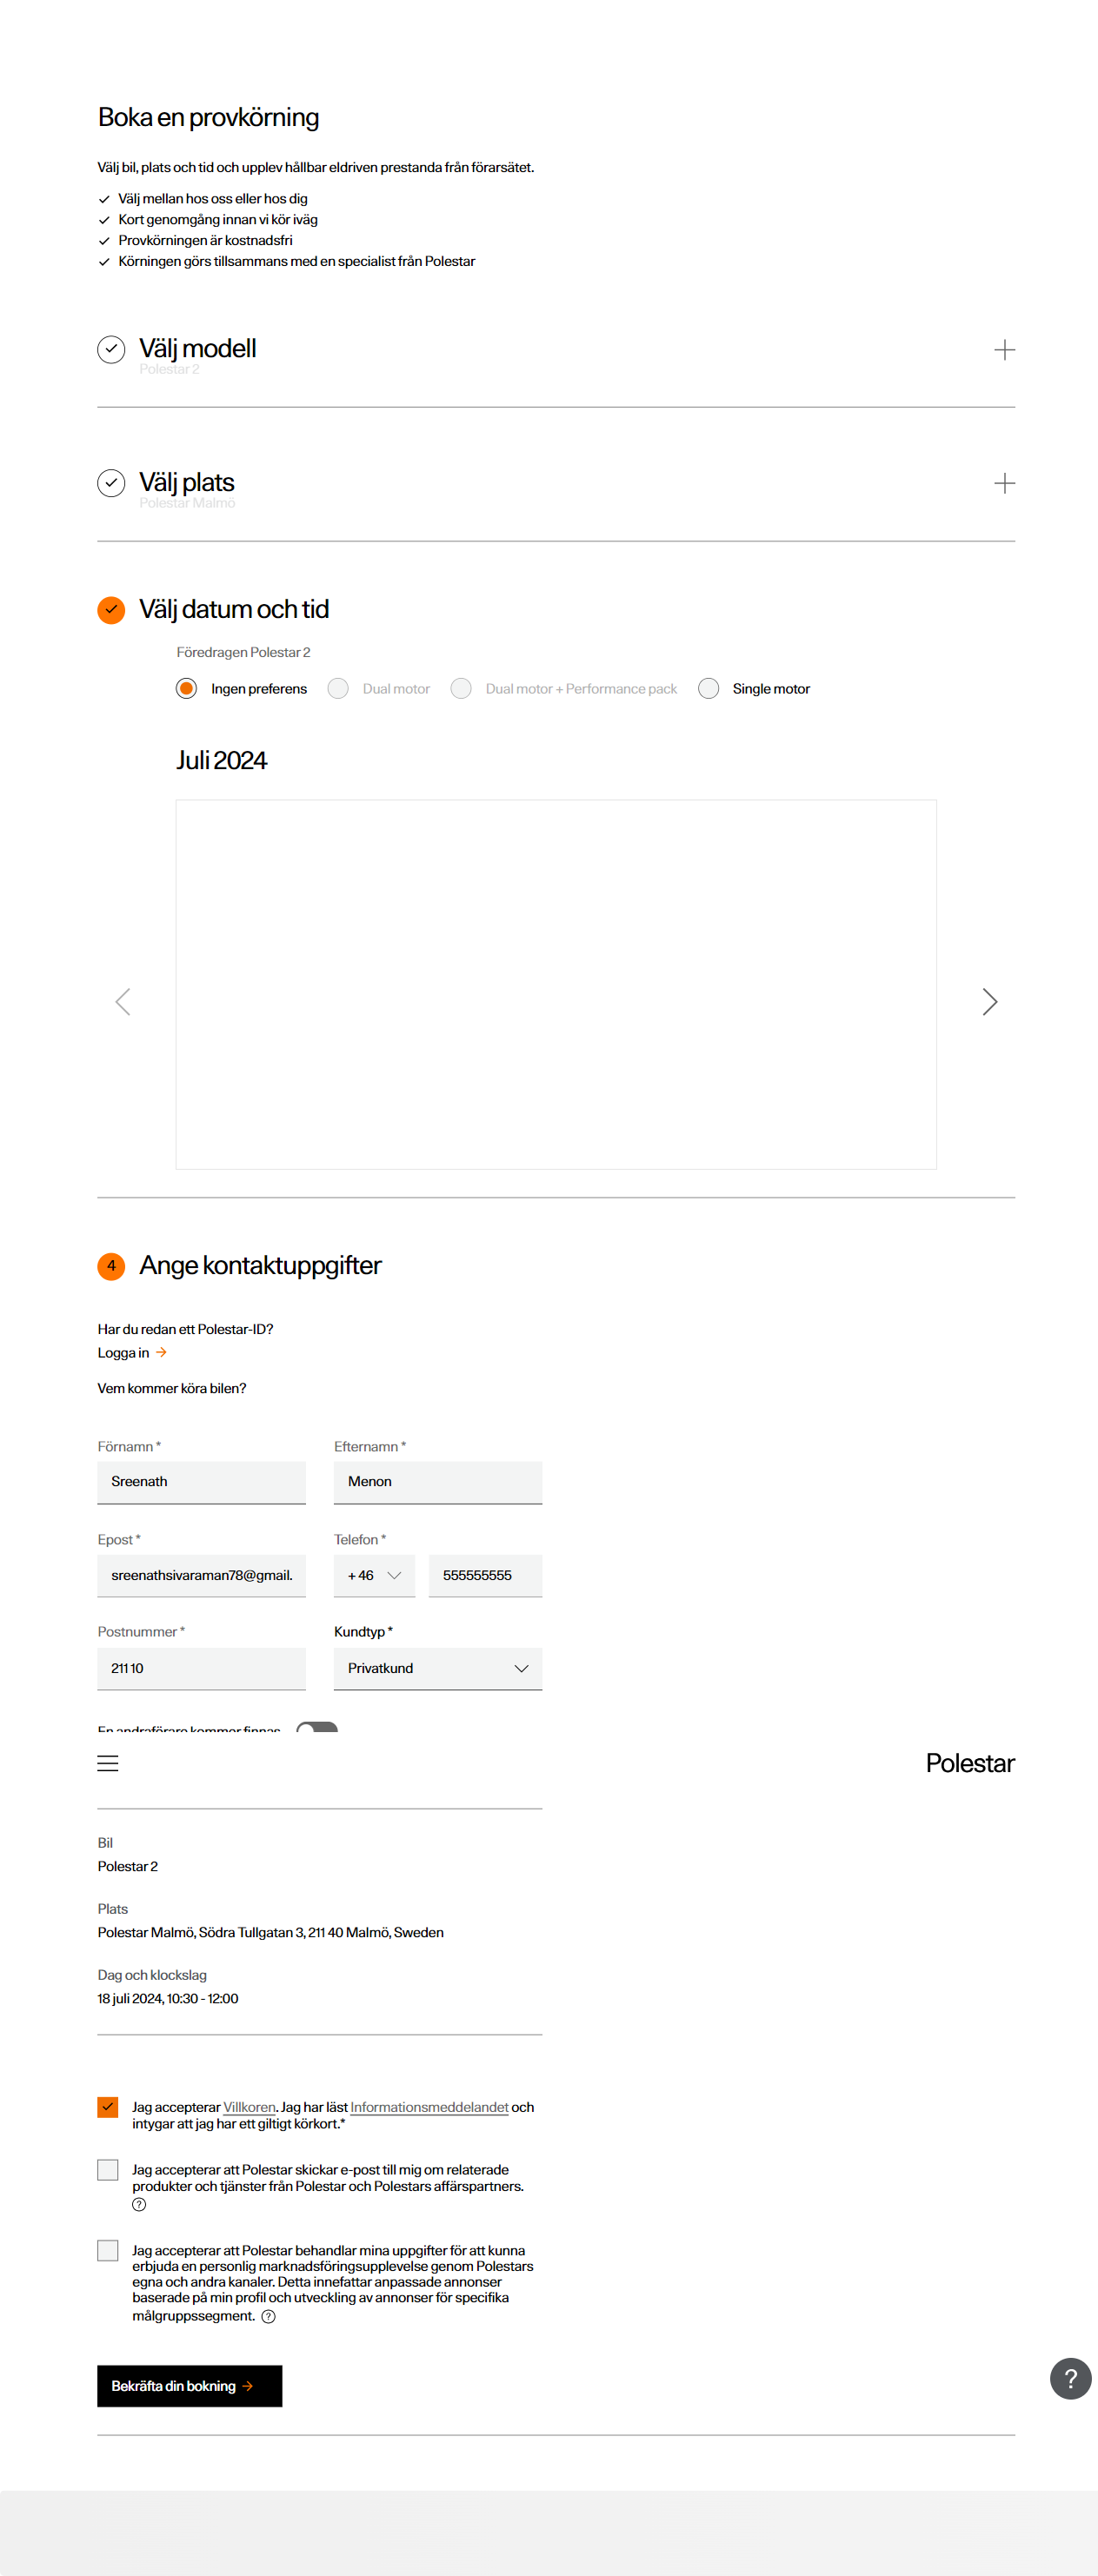 Boka en provkörning
Välj bil, plats och tid och upplev hållbar eldriven prestanda från förarsätet.
Välj mellan hos oss eller hos dig
Kort genomgång innan vi kör iväg
Provkörningen är kostnadsfri
Körningen görs tillsammans med en specialist från Polestar
Välj modell
Polestar 2
Välj plats
Polestar Malmö
Välj datum och tid
Föredragen Polestar 2
Ingen preferens Dual motor Dual motor + Performance pack Single motor
Juli 2024
4 Ange kontaktuppgifter
Har du redan ett Polestar-ID?
Logga in
Vem kommer köra bilen?
Förnamn * Efternamn *
Sreenath Menon
Epost * Telefon *
sreenathsivaraman78@gmail. + 46 555555555
Postnummer * Kundtyp *
211 10 Privatkund
En andraförare kommer finnas
Polestar
Bil
Polestar 2
Plats
Polestar Malmö, Södra Tullgatan 3, 211 40 Malmö, Sweden
Dag och klockslag
18 juli 2024, 10:30 - 12:00
Jag accepterar Villkoren. Jag har läst Informationsmeddelandet och
intygar att jag har ett giltigt körkort.*
Jag accepterar att Polestar skickar e-post till mig om relaterade
produkter och tjänster från Polestar och Polestars affärspartners.
?
Jag accepterar att Polestar behandlar mina uppgifter för att kunna
erbjuda en personlig marknadsföringsupplevelse genom Polestars
egna och andra kanaler. Detta innefattar anpassade annonser
baserade på min profil och utveckling av annonser för specifika
målgruppssegment. ?
Bekräfta din bokning
?